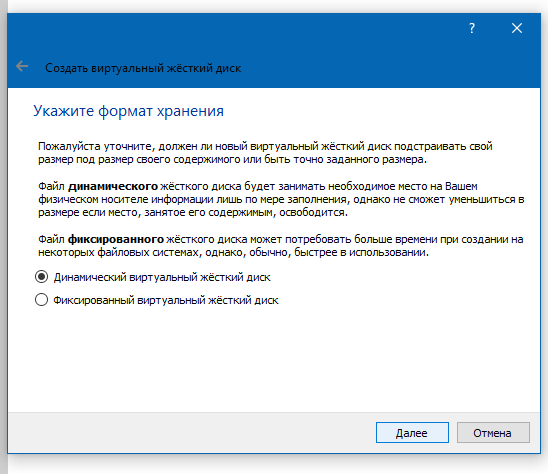 ?
Создать виртуальный жёсткий диск
Укажите формат хранения
Пожалуйста уточните, должен ли новый виртуальный жёсткий диск подстраивать свой
размер под размер своего содержимого или быть точно заданного размера.
Файл динамического жёсткого диска будет занимать необходимое место на Вашем
физическом носителе информации лишь по мере заполнения, однако не сможет уменьшиться в
размере если место, занятое его содержимым, освободится.
Файл фиксированного жёсткого диска может потребовать больше времени при создании на
некоторых файловых системах, однако, обычно, быстрее в использовании.
Динамический виртуальный жёсткий диск
Фиксированный виртуальный жёсткий диск
Далее
Отмена